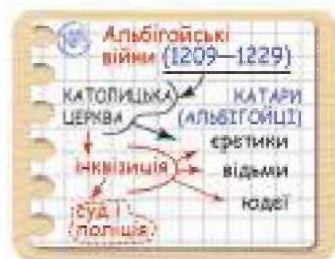 Альбігойські
війни (1209—1229)
КАТОЛИЦЬКА КАТАРИ
ЦЕРКВА (АЛЬБІГОЙЦІ)
єретики
інквізиція відьми
юдеї
суд і
поліція